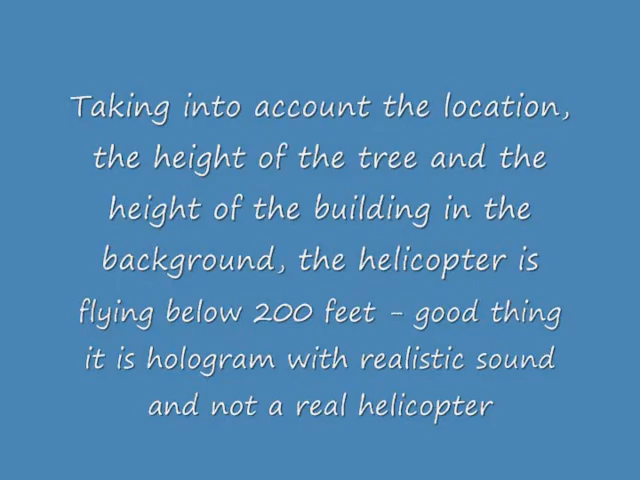 Taking into account the location,
the height of the tree and the
height of the building in the
background, the helicopter is
flying below 200 feet - good thing
it is hologram with realistic sound
and not a real helicopter